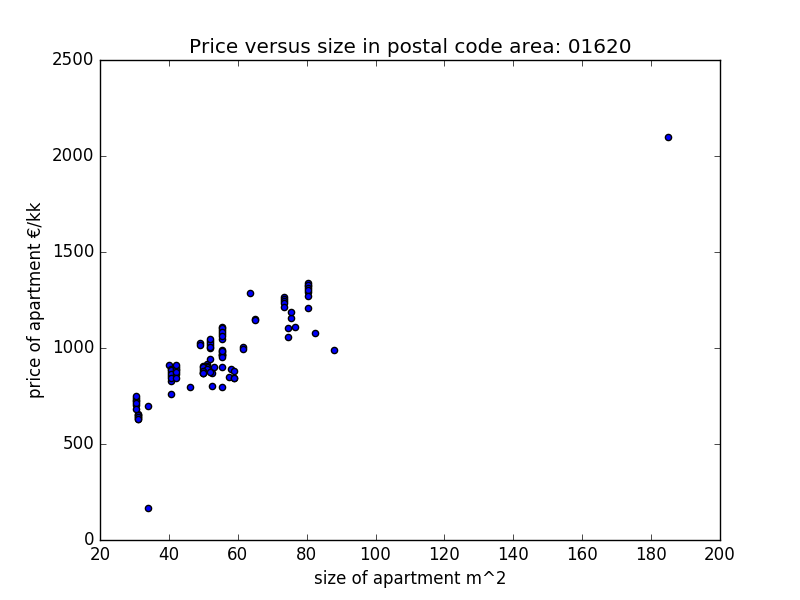 Price versus size in postal code area: 01620
2500
2000
1500
1000
500
0
price of apartment €/kk
20 40 60 80 100 120 140 160 180 200
size of apartment m^2